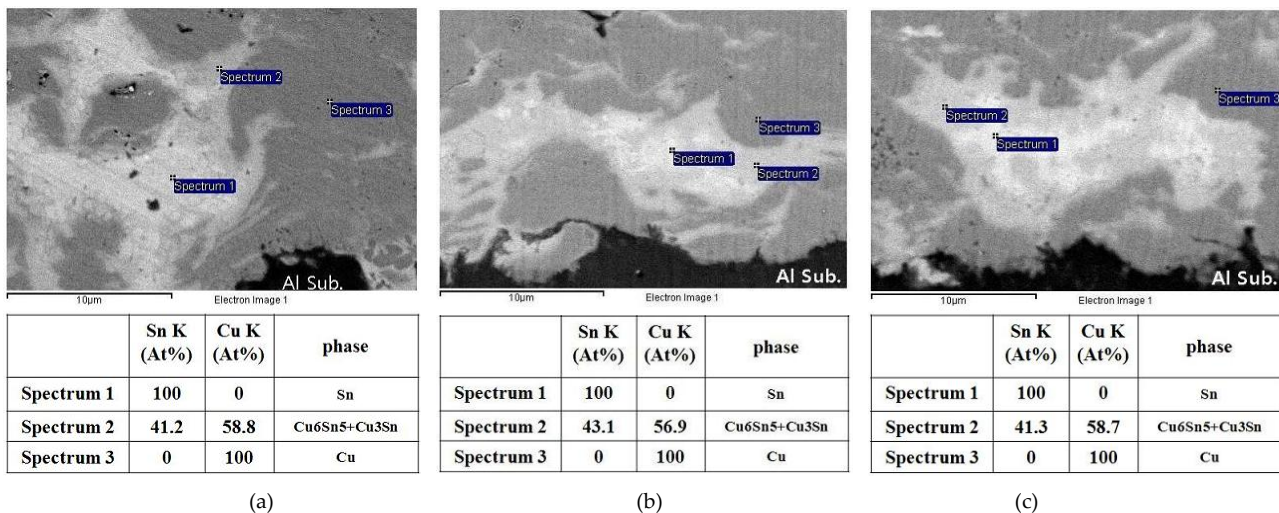 Spectrum 2
Spectrum 3
Spectrum 1
Al Sub.
10µm Electron Image 1
Sn K (At%) Cu K (At%) phase
Spectrum 1 100 0 Sn
Spectrum 2 41.2 58.8 Cu6Sn5+Cu3Sn
Spectrum 3 0 100 Cu
(a)
Spectrum 3
Spectrum 1
Spectrum 2
Al Sub.
10µm Electron Image 1
Sn K (At%) Cu K (At%) phase
Spectrum 1 100 0 Sn
Spectrum 2 43.1 56.9 Cu6Sn5+Cu3Sn
Spectrum 3 0 100 Cu
(b)
Spectrum 3
Spectrum 2
Spectrum 1
Al Sub.
10µm Electron Image 1
Sn K (At%) Cu K (At%) phase
Spectrum 1 100 0 Sn
Spectrum 2 41.3 58.7 Cu6Sn5+Cu3Sn
Spectrum 3 0 100 Cu
(c)